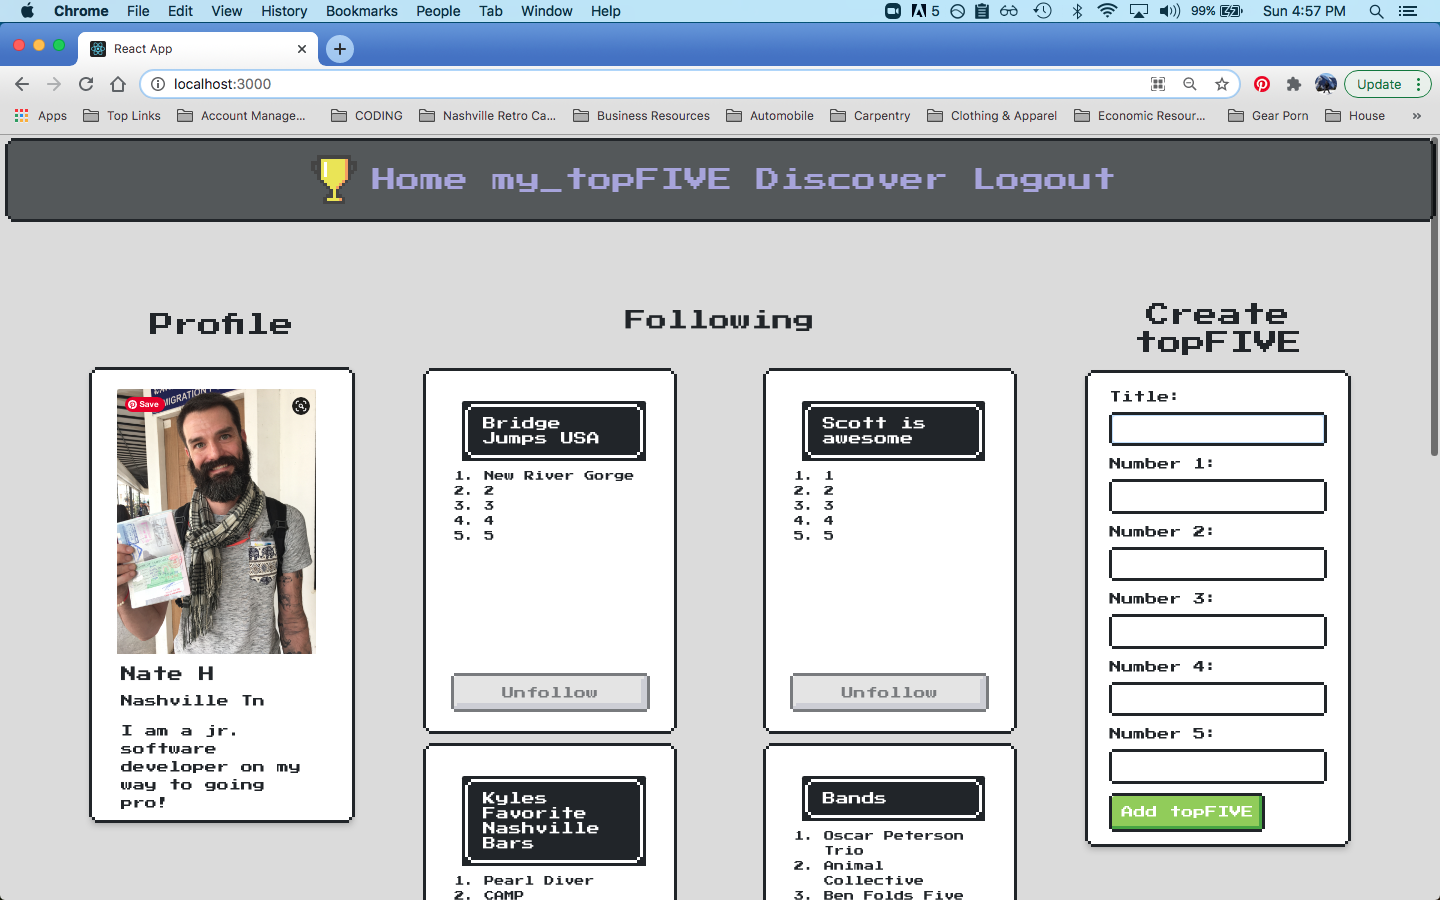 Chrome File Edit View History Bookmarks People Tab Window Help 5 99% Sun 4:57 PM
React App
localhost:3000 Update
Apps Top Links Account Manage... CODING Nashville Retro Ca... Business Resources Automobile Carpentry Clothing & Apparel Economic Resour... Gear Porn House »
Home my_topFIVE Discover Logout
Profile
Save
IMIGRATION
Nate H
Nashville Tn
I am a jr.
software
developer on my
way to going
pro!
Following
Bridge
Jumps USA
1. New River Gorge
2. 2
3. 3
4. 4
5. 5
Unfollow
Scott is
awesome
1. 1
2. 2
3. 3
4. 4
5. 5
Unfollow
Kyles
Favorite
Nashville
Bars
1. Pearl Diver
2. CAMP
Bands
1. Oscar Peterson
Trio
2. Animal
Collective
3. Ben Folds Five
Create
topFIVE
Title:
Number 1:
Number 2:
Number 3:
Number 4:
Number 5:
Add topFIVE